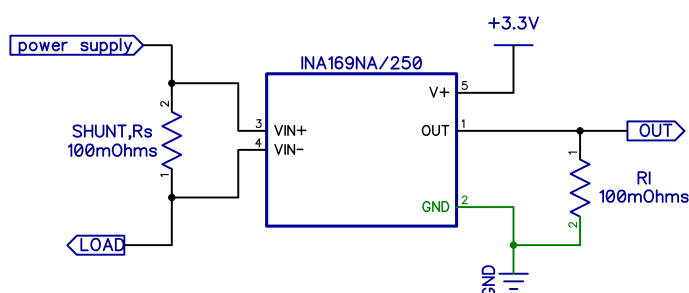 +3.3V
power supply
INA169NA/250
V+
5
2
SHUNT,Rs
100mOhms
1
3
VIN+
4
VIN-
OUT
1
OUT
1
Rl
100mOhms
2
GND
2
LOAD
GND